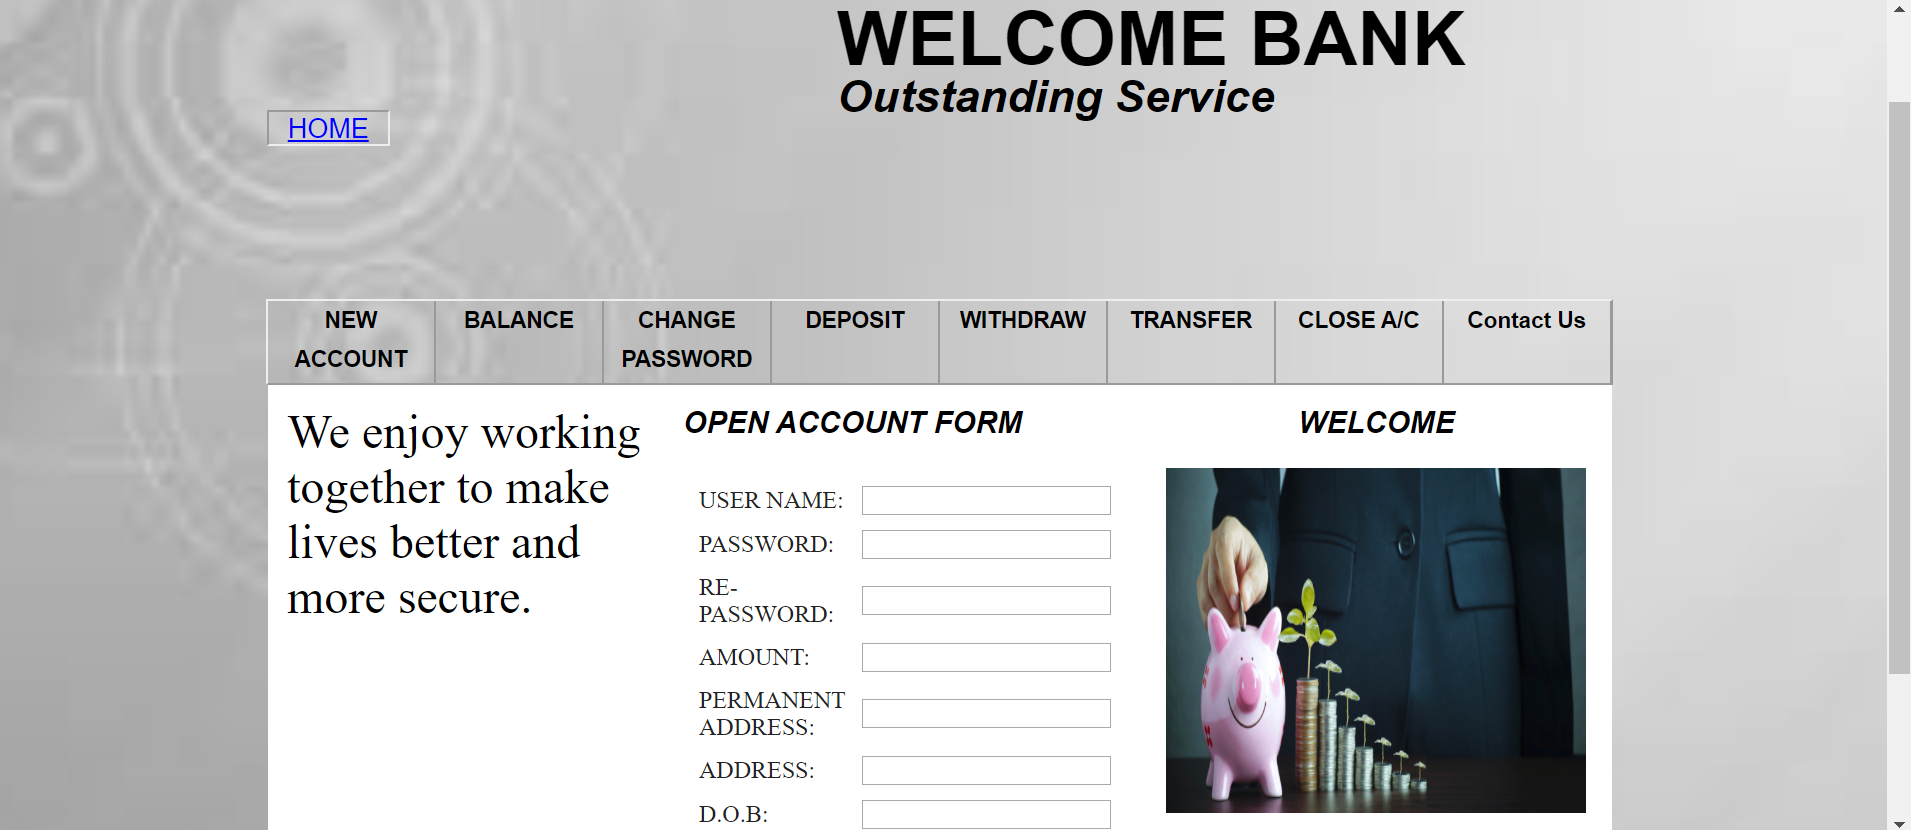 WELCOME BANK
Outstanding Service
HOME
NEW
ACCOUNT
BALANCE
CHANGE
PASSWORD
DEPOSIT
WITHDRAW
TRANSFER
CLOSE A/C
Contact Us
We enjoy working
together to make
lives better and
more secure.
OPEN ACCOUNT FORM
USER NAME:
PASSWORD:
RE-
PASSWORD:
AMOUNT:
PERMANENT
ADDRESS:
ADDRESS:
D.O.B:
WELCOME